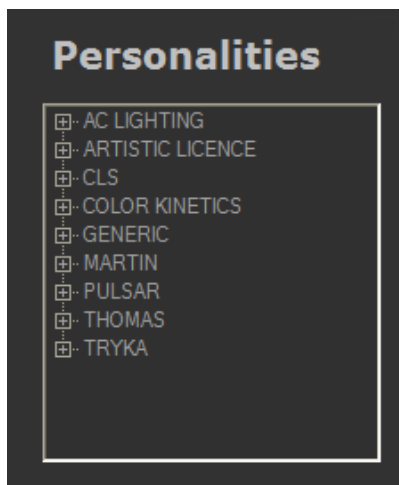 Personalities
AC LIGHTING
ARTISTIC LICENCE
CLS
COLOR KINETICS
GENERIC
MARTIN
PULSAR
THOMAS
TRYKA